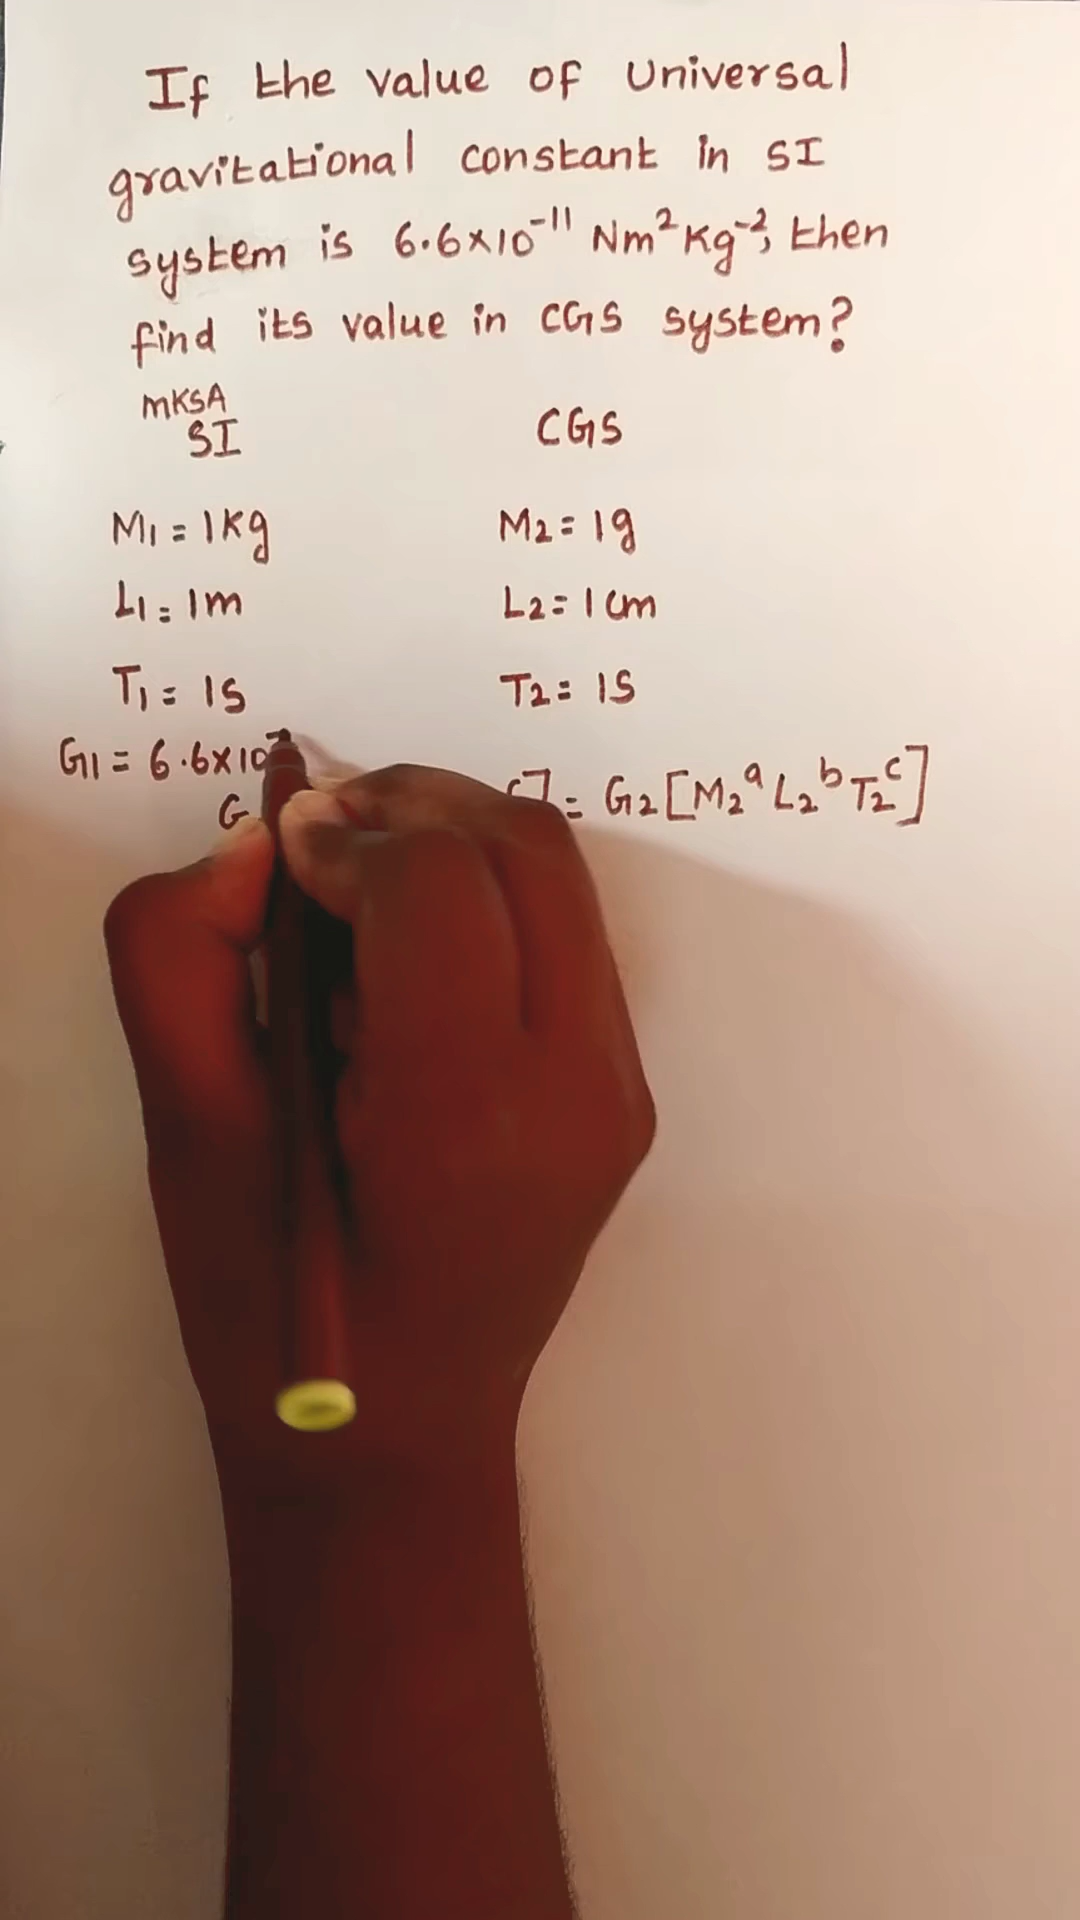 If the value of universal
gravitational constant in SI
system is 6.6×10⁻¹¹ Nm²Kg⁻², then
find its value in CGS system?
MKSA
SI CGS
M₁ = 1Kg M₂ = 1g
L₁ = 1m L₂ = 1cm
T₁ = 1S T₂ = 1S
G₁ = 6.6×10
G ᶜ] = G₂[M₂ᵃ L₂ᵇ T₂ᶜ]